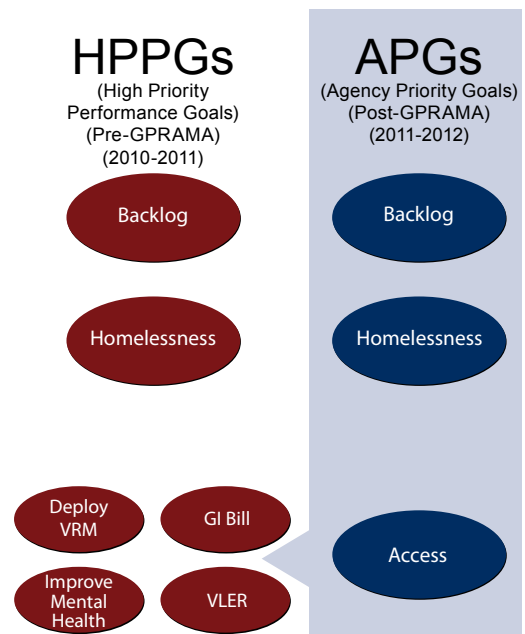 HPPGs
(High Priority
Performance Goals)
(Pre-GPRAMA)
(2010-2011)
Backlog
Homelessness
Deploy
VRM
GI Bill
Improve
Mental
Health
VLER
APGs
(Agency Priority Goals)
(Post-GPRAMA)
(2011-2012)
Backlog
Homelessness
Access